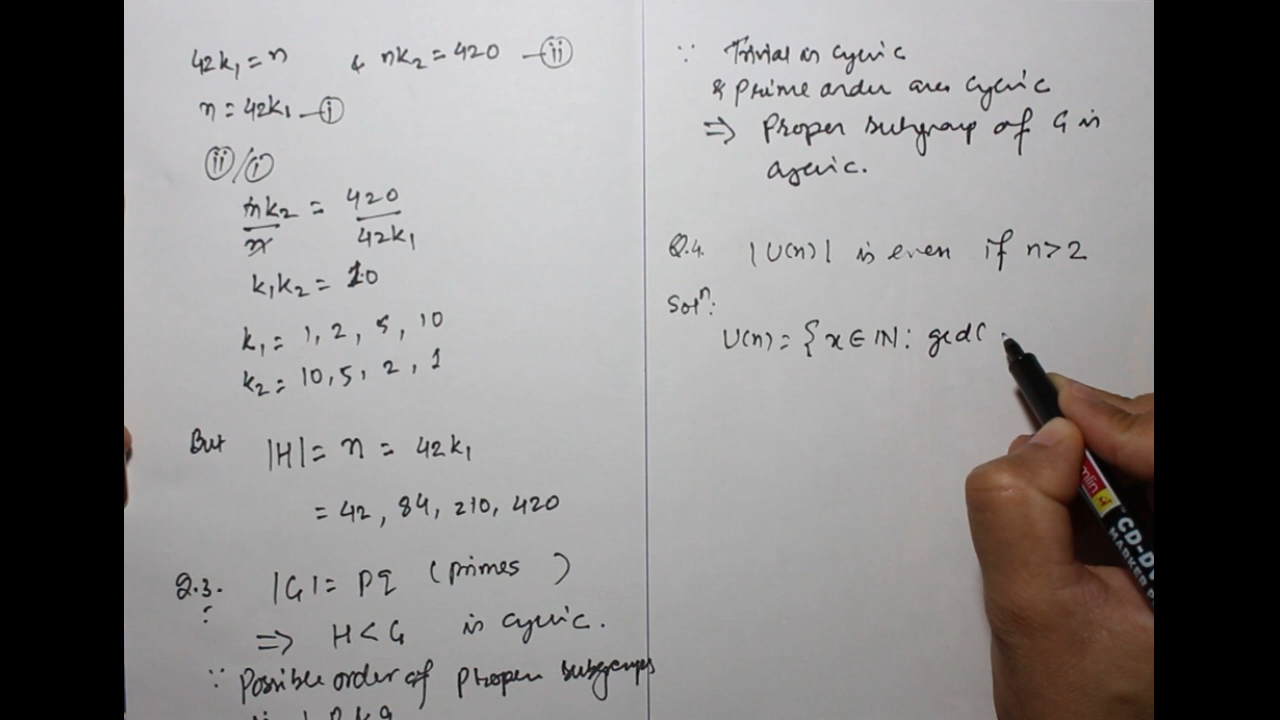 42k₁ = n & nk₂ = 420 —ⓘⓘ
n = 42k₁ —ⓘ
ⓘⓘ/ⓘ
nk₂/n = 420/42k₁
k₁k₂ = 10
k₁ = 1, 2, 5, 10
k₂ = 10, 5, 2, 1
But |H| = n = 42k₁
= 42, 84, 210, 420
Q.3. |G| = pq (primes )
⇒ H < G is cyclic.
∵ Possible order of proper subgroups
∵ Trivial is cyclic
& prime order are cyclic
⇒ Proper subgroup of G is
cyclic.
Q.4. |U(n)| is even if n > 2
Solⁿ:
U(n) = { x ∈ ℕ : gcd(
CD-D
MARKER P